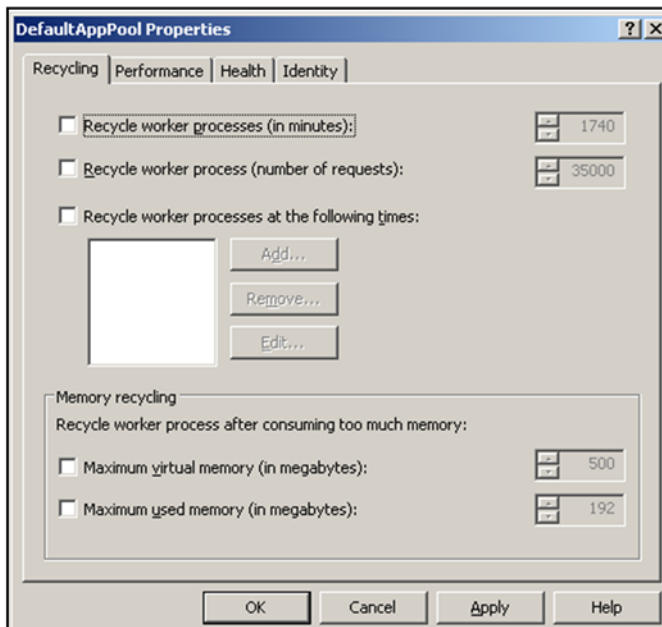 DefaultAppPool Properties
Recycling Performance Health Identity
Recycle worker processes (in minutes): 1740
Recycle worker process (number of requests): 35000
Recycle worker processes at the following times:
Add...
Remove...
Edit...
Memory recycling
Recycle worker process after consuming too much memory:
Maximum virtual memory (in megabytes): 500
Maximum used memory (in megabytes): 192
OK Cancel Apply Help